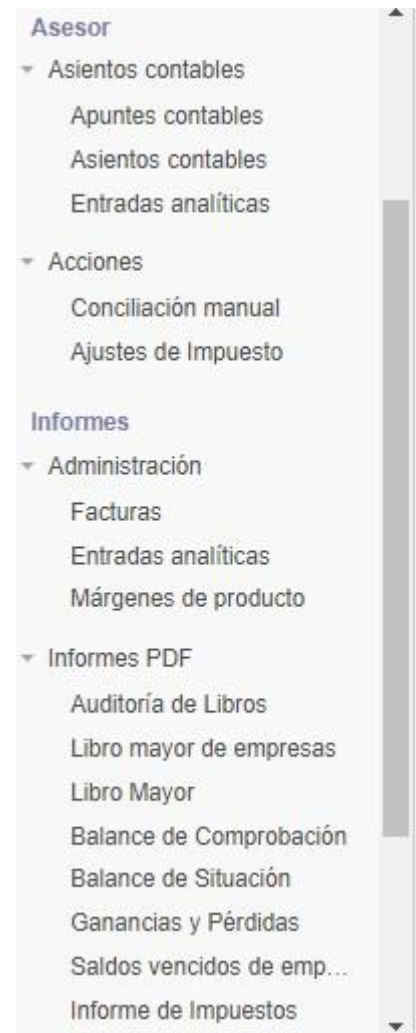 Asesor
Asientos contables
Apuntes contables
Asientos contables
Entradas analíticas
Acciones
Conciliación manual
Ajustes de Impuesto
Informes
Administración
Facturas
Entradas analíticas
Márgenes de producto
Informes PDF
Auditoría de Libros
Libro mayor de empresas
Libro Mayor
Balance de Comprobación
Balance de Situación
Ganancias y Pérdidas
Saldos vencidos de emp...
Informe de Impuestos